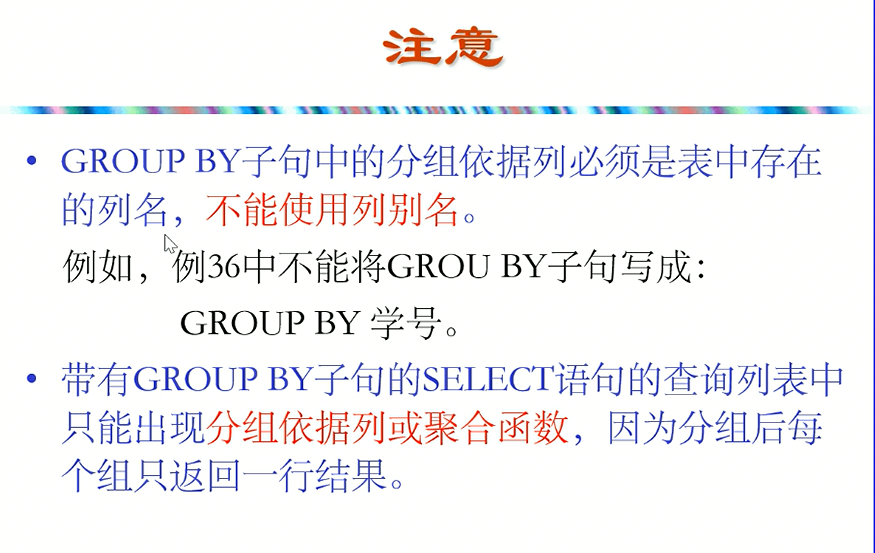 注意
• GROUP BY子句中的分组依据列必须是表中存在
的列名，不能使用列别名。
例如，例36中不能将GROU BY子句写成：
GROUP BY 学号。
• 带有GROUP BY子句的SELECT语句的查询列表中
只能出现分组依据列或聚合函数，因为分组后每
个组只返回一行结果。